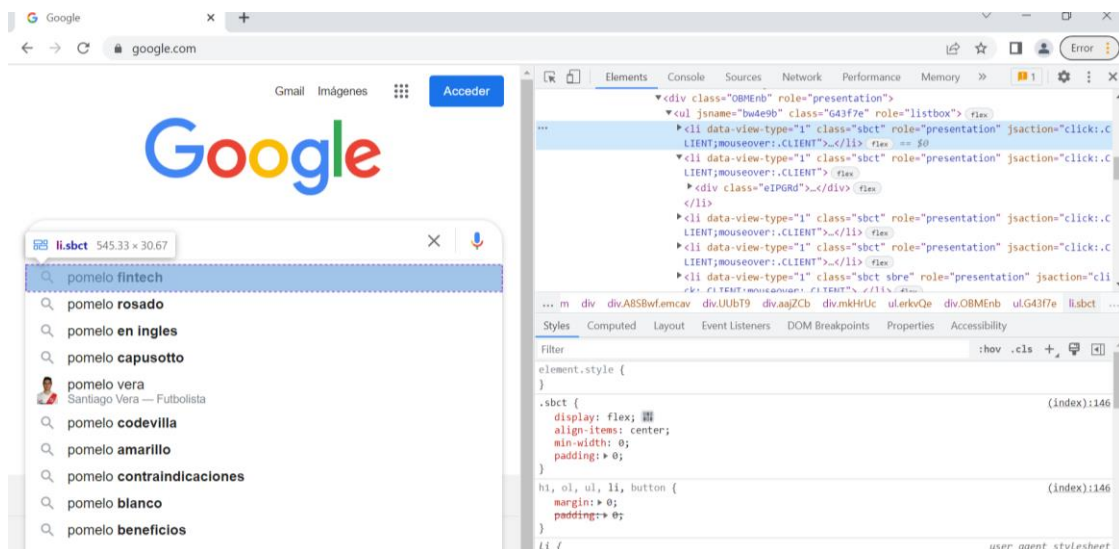 Google
google.com
Error
Gmail Imágenes
Acceder
Google
li.sbct 545.33 × 30.67
pomelo fintech
pomelo rosado
pomelo en ingles
pomelo capusotto
pomelo vera
Santiago Vera — Futbolista
pomelo codevilla
pomelo amarillo
pomelo contraindicaciones
pomelo blanco
pomelo beneficios
Elements Console Sources Network Performance Memory » 1
▼<div class="OBMEnb" role="presentation">
▼<ul jsname="bw4e9b" class="G43f7e" role="listbox"> flex
... ▶<li data-view-type="1" class="sbct" role="presentation" jsaction="click:.C
LIENT;mouseover:.CLIENT">…</li> flex == $0
▼<li data-view-type="1" class="sbct" role="presentation" jsaction="click:.C
LIENT;mouseover:.CLIENT"> flex
▶<div class="eIPGRd">…</div> flex
</li>
▶<li data-view-type="1" class="sbct" role="presentation" jsaction="click:.C
LIENT;mouseover:.CLIENT">…</li> flex
▶<li data-view-type="1" class="sbct" role="presentation" jsaction="click:.C
LIENT;mouseover:.CLIENT">…</li> flex
▶<li data-view-type="1" class="sbct sbre" role="presentation" jsaction="cli
ck:.CLIENT;mouseover:.CLIENT">…</li> flex
... m div div.A8SBwf.emcav div.UUbT9 div.aajZCb div.mkHrUc ul.erkvQe div.OBMEnb ul.G43f7e li.sbct ...
Styles Computed Layout Event Listeners DOM Breakpoints Properties Accessibility
Filter :hov .cls +
element.style {
}
.sbct { (index):146
display: flex;
align-items: center;
min-width: 0;
padding: ▶ 0;
}
h1, ol, ul, li, button { (index):146
margin: ▶ 0;
padding: ▶ 0;
}
li { user agent stylesheet